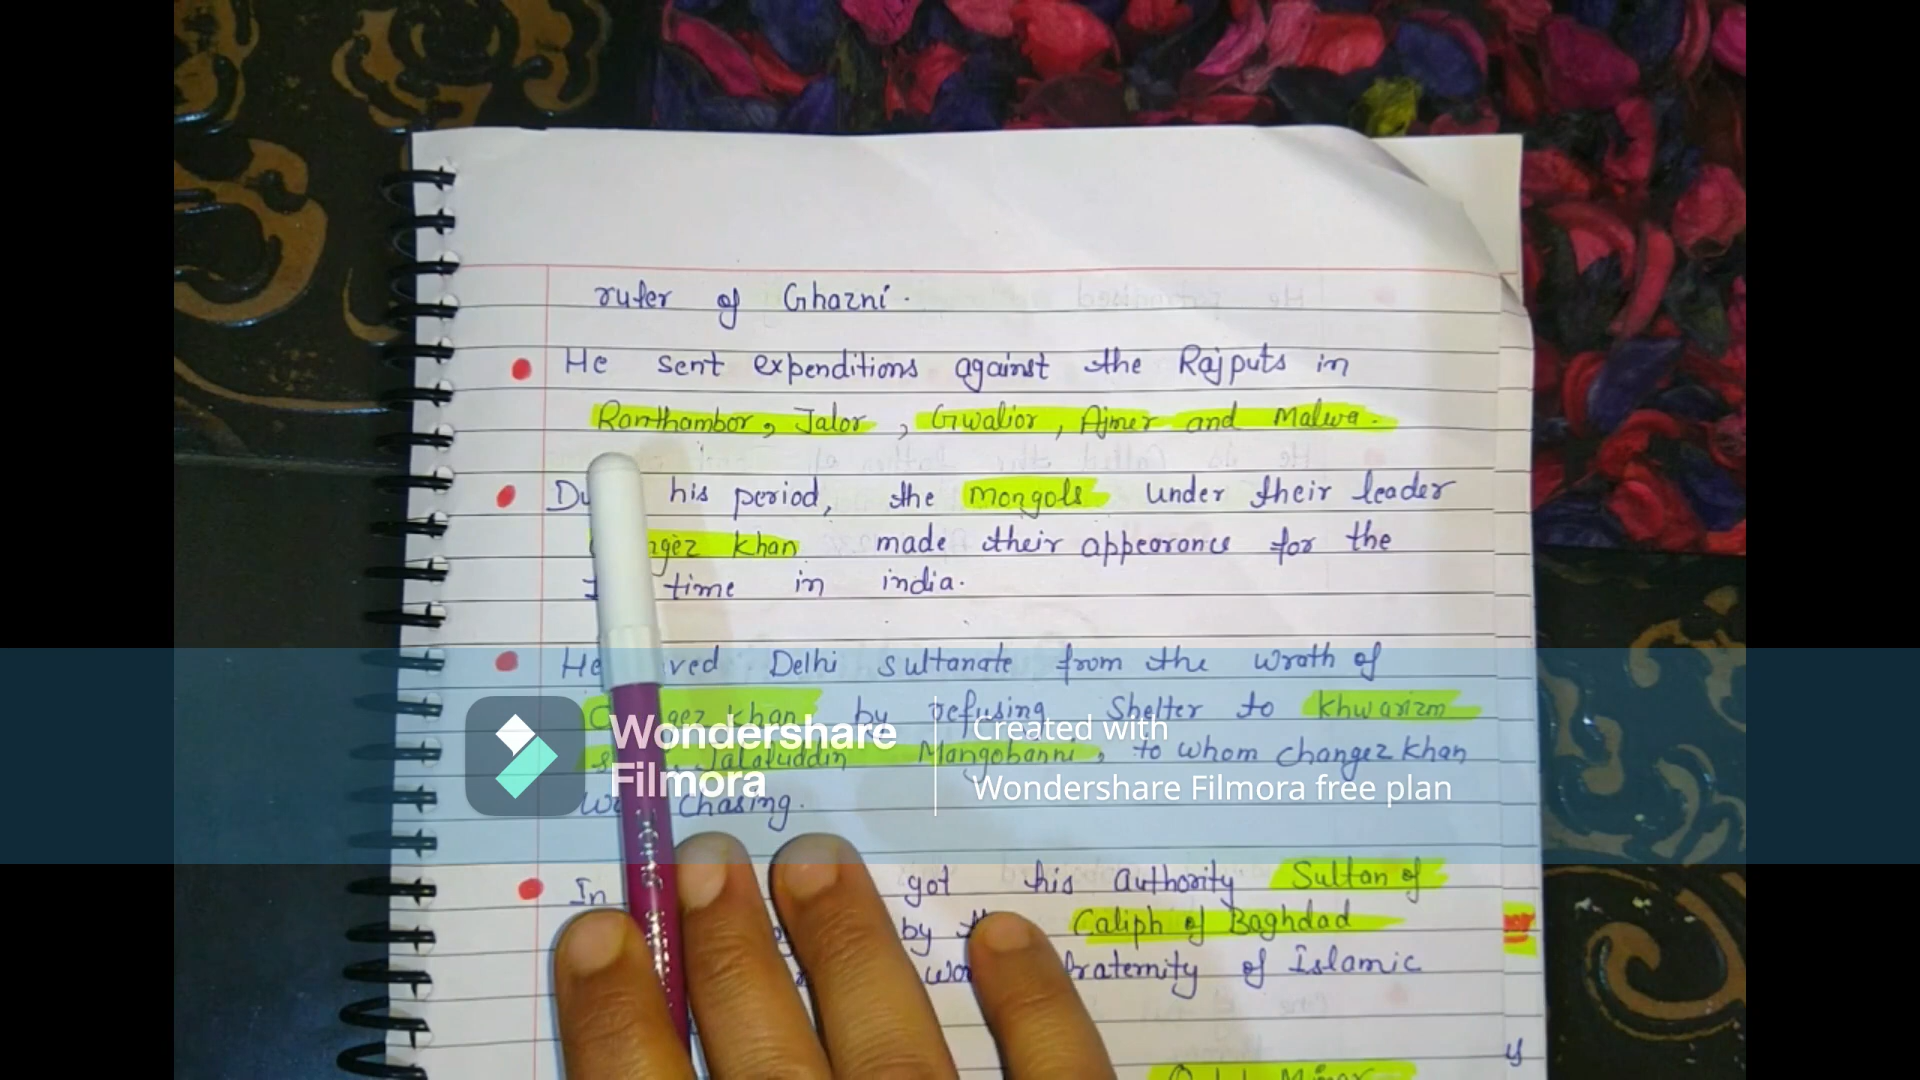 ruler of Ghazni.
He sent expenditions against the Rajputs in
Ranthambor, Jalor, Gwalior, Ajmer and Malwa.
his period, the mongols under their leader
khan made their appearance for the
time in india.
He Delhi sultanate from the wrath of
khan by refusing shelter to khwarizm
Jalaluddin Mangobanni, to whom changez khan
chasing.
In got his authority Sultan of
by Caliph of Baghdad
fraternity of Islamic
Wondershare
Filmora
Created with
Wondershare Filmora free plan